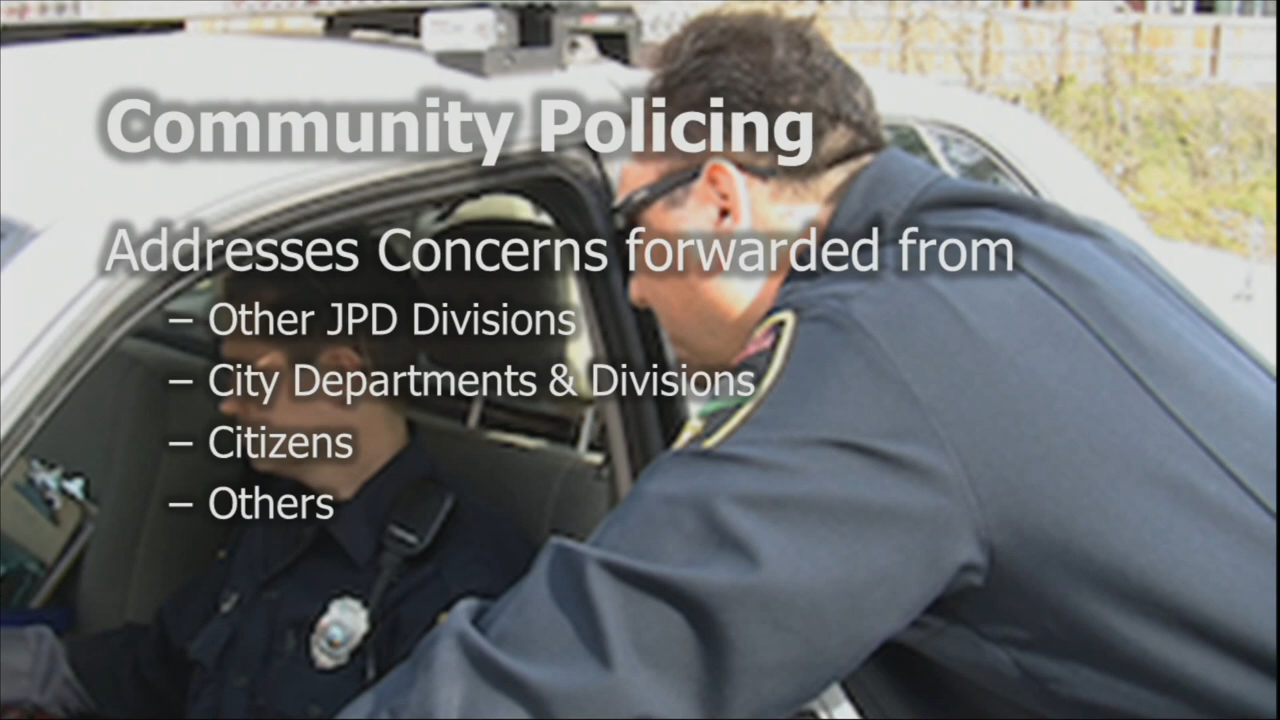 Community Policing
Addresses Concerns forwarded from
– Other JPD Divisions
– City Departments & Divisions
– Citizens
– Others